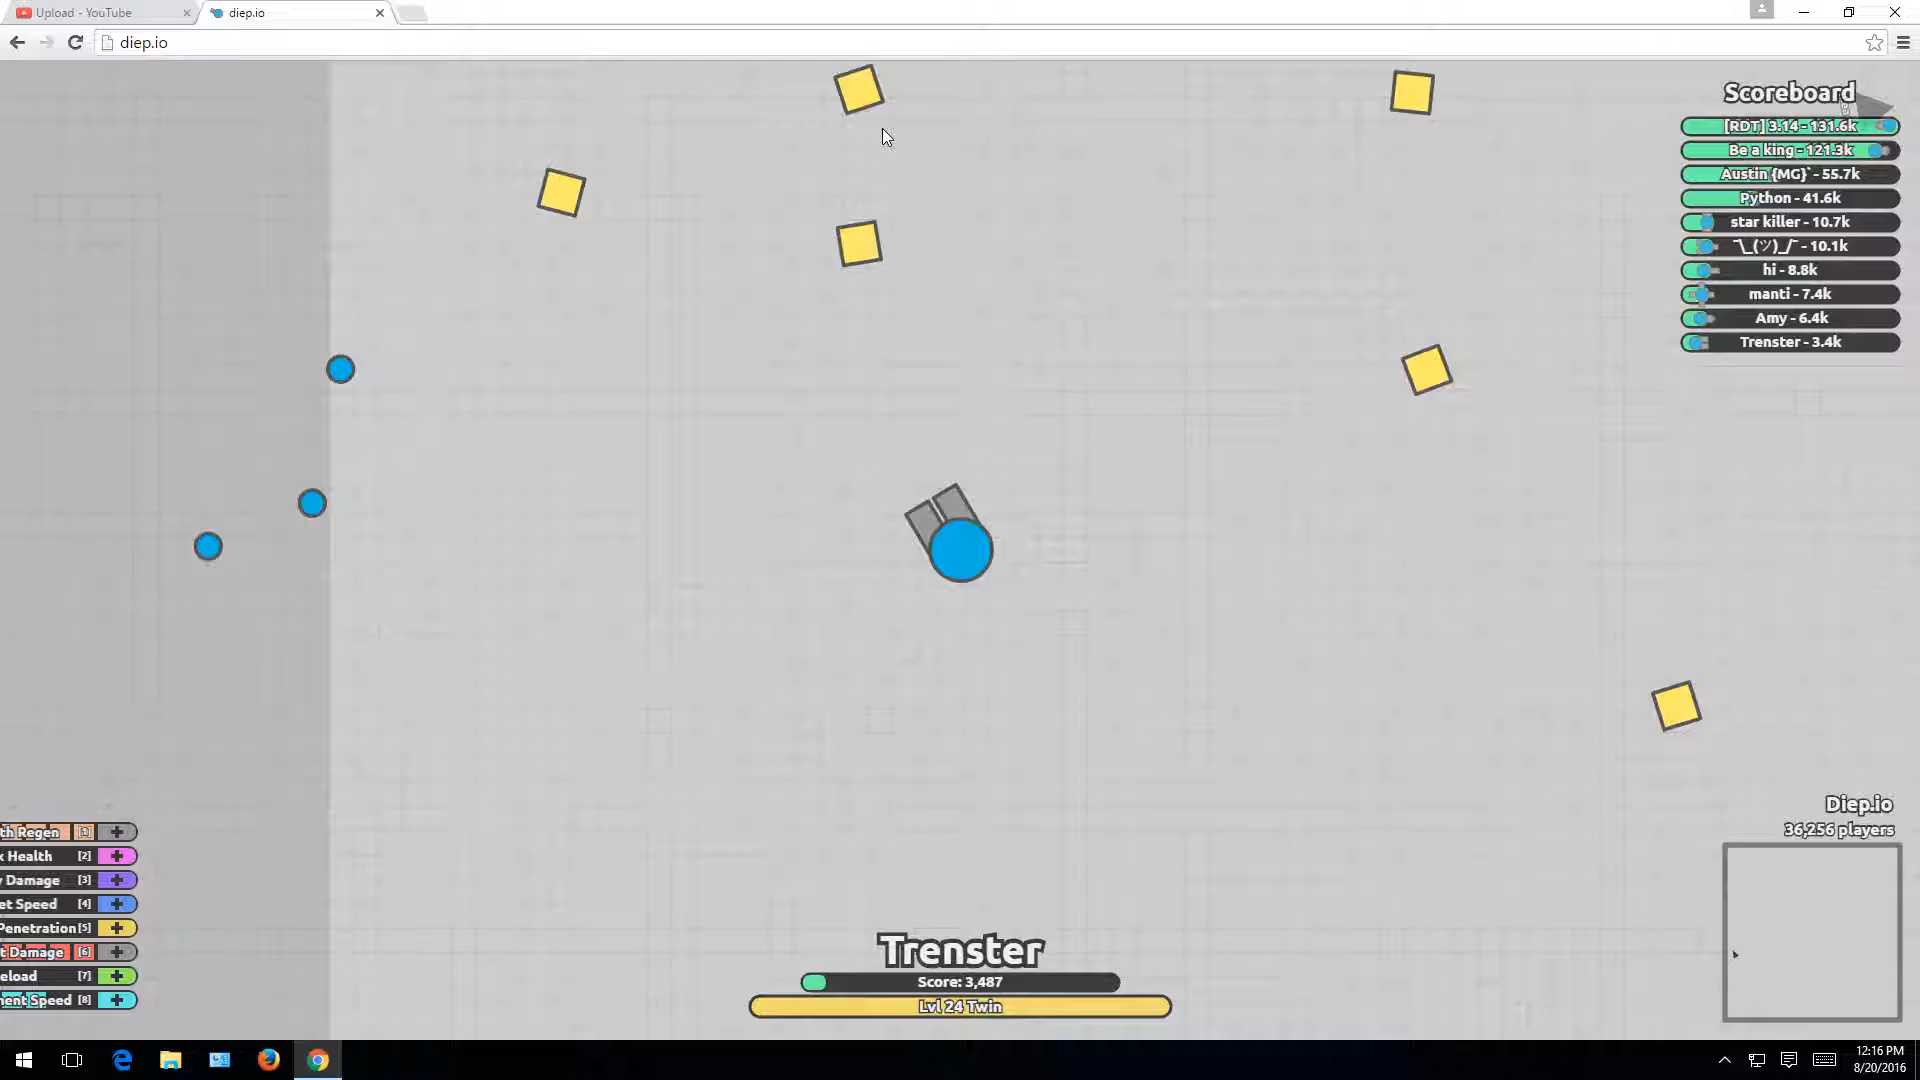 Upload - YouTube
diep.io
diep.io
Scoreboard
[RDT] 3.14 - 131.6k
Be a king - 121.3k
Austin {MG}` - 55.7k
Python - 41.6k
star killer - 10.7k
¯\_(ツ)_/¯ - 10.1k
hi - 8.8k
manti - 7.4k
Amy - 6.4k
Trenster - 3.4k
Diep.io
36,256 players
th Regen [1]
x Health [2]
y Damage [3]
et Speed [4]
Penetration [5]
t Damage [6]
eload [7]
ment Speed [8]
Trenster
Score: 3,487
Lvl 24 Twin
12:16 PM
8/20/2016